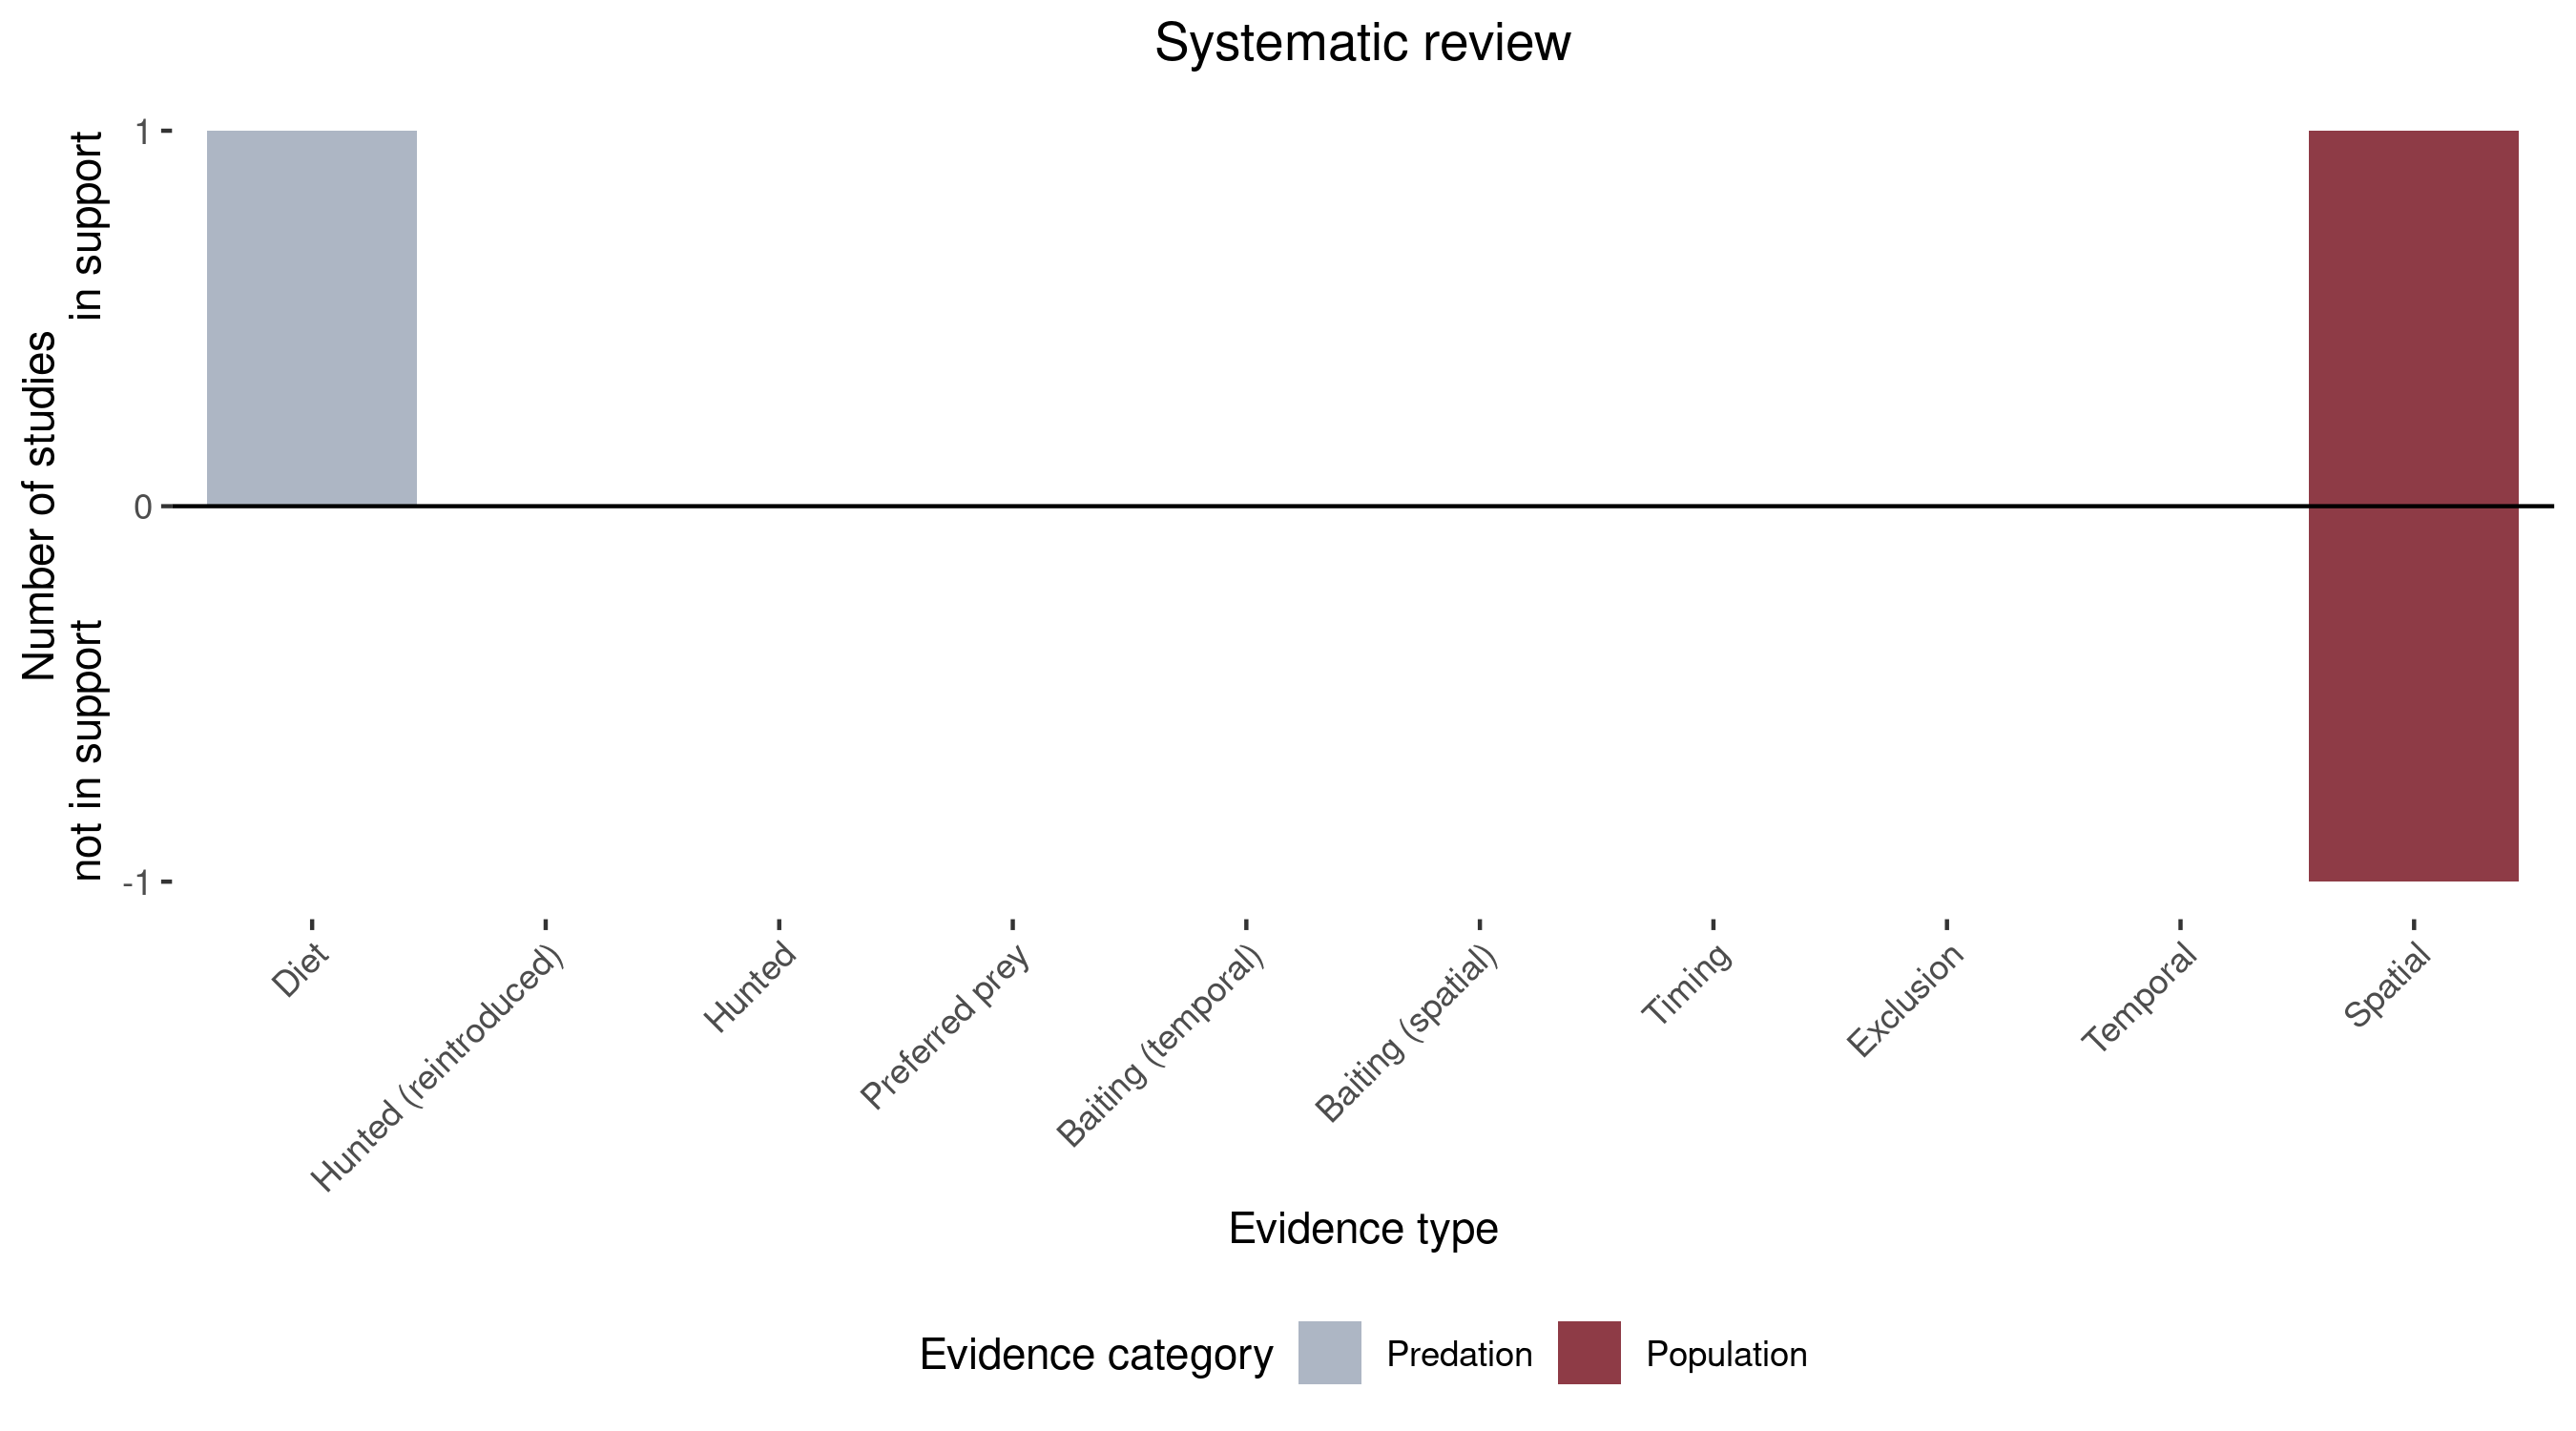 Systematic review
Number of studies
not in support
in support
1
0
-1
Diet
Hunted (reintroduced)
Hunted
Preferred prey
Baiting (temporal)
Baiting (spatial)
Timing
Exclusion
Temporal
Spatial
Evidence type
Evidence category
Predation
Population